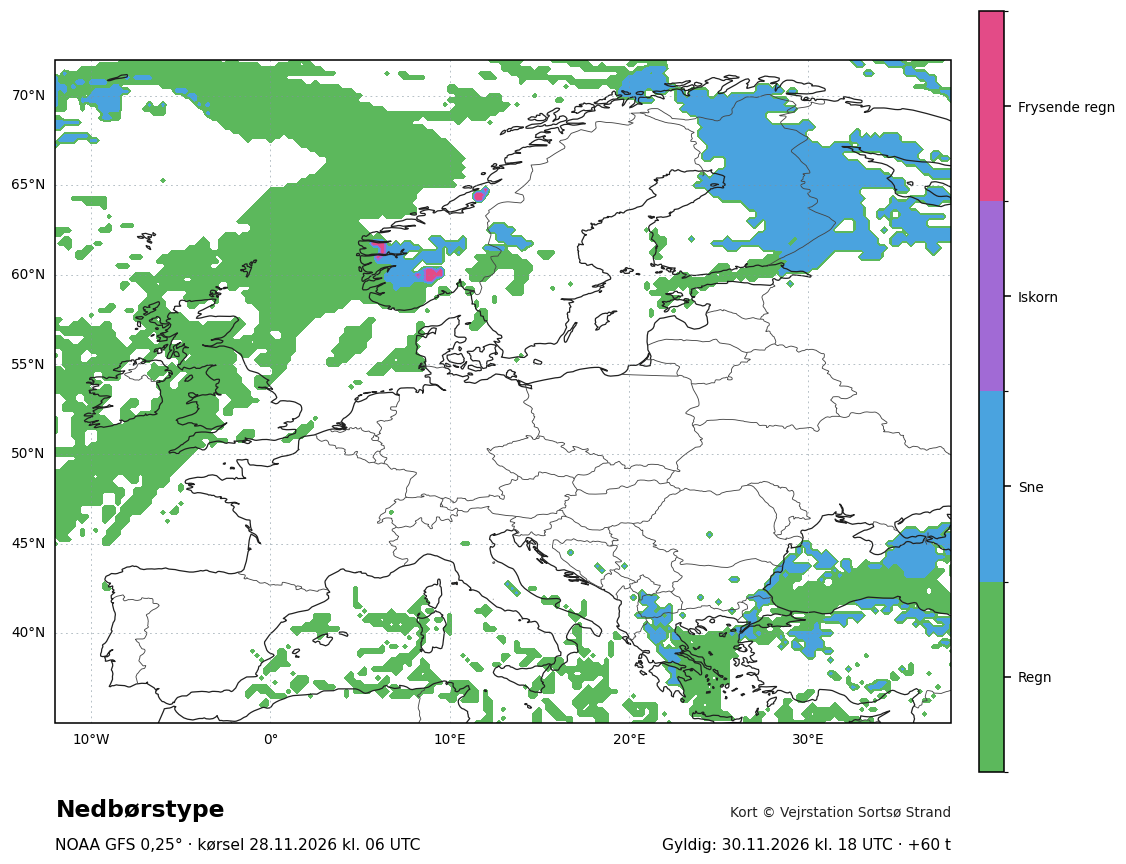 Frysende regn
Iskorn
Sne
Regn
70°N
65°N
60°N
55°N
50°N
45°N
40°N
10°W
0°
10°E
20°E
30°E
Nedbørstype
Kort © Vejrstation Sortsø Strand
NOAA GFS 0,25° · kørsel 28.11.2026 kl. 06 UTC
Gyldig: 30.11.2026 kl. 18 UTC · +60 t